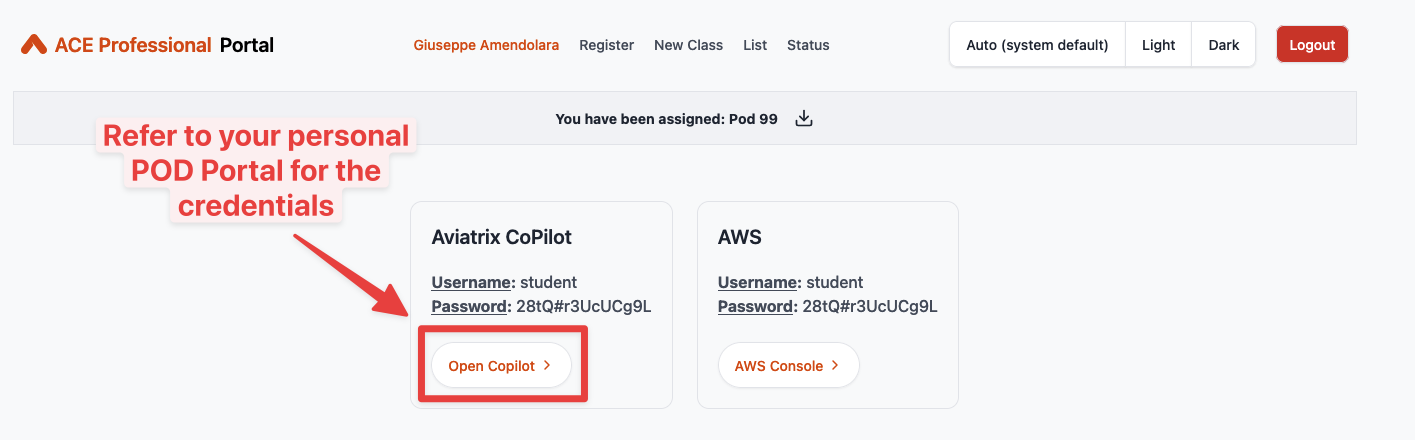 ACE Professional Portal
Giuseppe Amendolara Register New Class List Status
Auto (system default) Light Dark
Logout
You have been assigned: Pod 99
Refer to your personal
POD Portal for the
credentials
Aviatrix CoPilot
Username: student
Password: 28tQ#r3UcUCg9L
Open Copilot >
AWS
Username: student
Password: 28tQ#r3UcUCg9L
AWS Console >